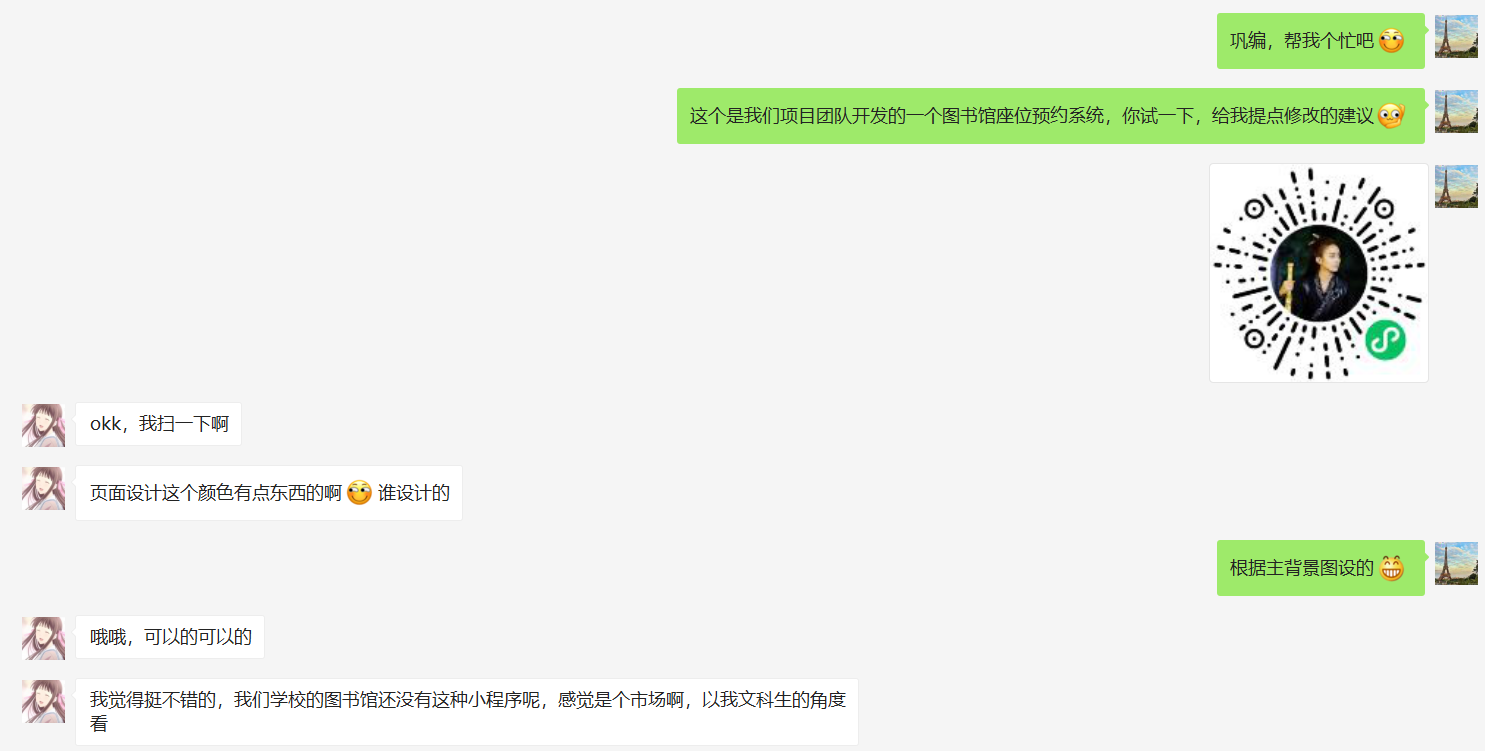 巩编，帮我个忙吧
这个是我们项目团队开发的一个图书馆座位预约系统，你试一下，给我提点修改的建议
okk，我扫一下啊
页面设计这个颜色有点东西的啊 谁设计的
根据主背景图设的
哦哦，可以的可以的
我觉得挺不错的，我们学校的图书馆还没有这种小程序呢，感觉是个市场啊，以我文科生的角度
看